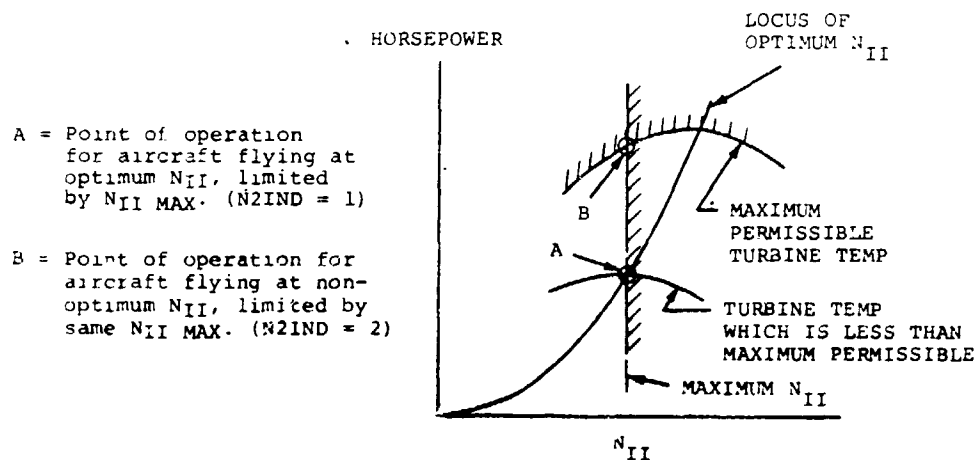 . HORSEPOWER
LOCUS OF
OPTIMUM N_II
A = Point of operation
for aircraft flying at
optimum N_II, limited
by N_II MAX. (N2IND = 1)
B = Point of operation for
aircraft flying at non-
optimum N_II, limited by
same N_II MAX. (N2IND = 2)
B
A
MAXIMUM
PERMISSIBLE
TURBINE TEMP
TURBINE TEMP
WHICH IS LESS THAN
MAXIMUM PERMISSIBLE
MAXIMUM N_II
N_II